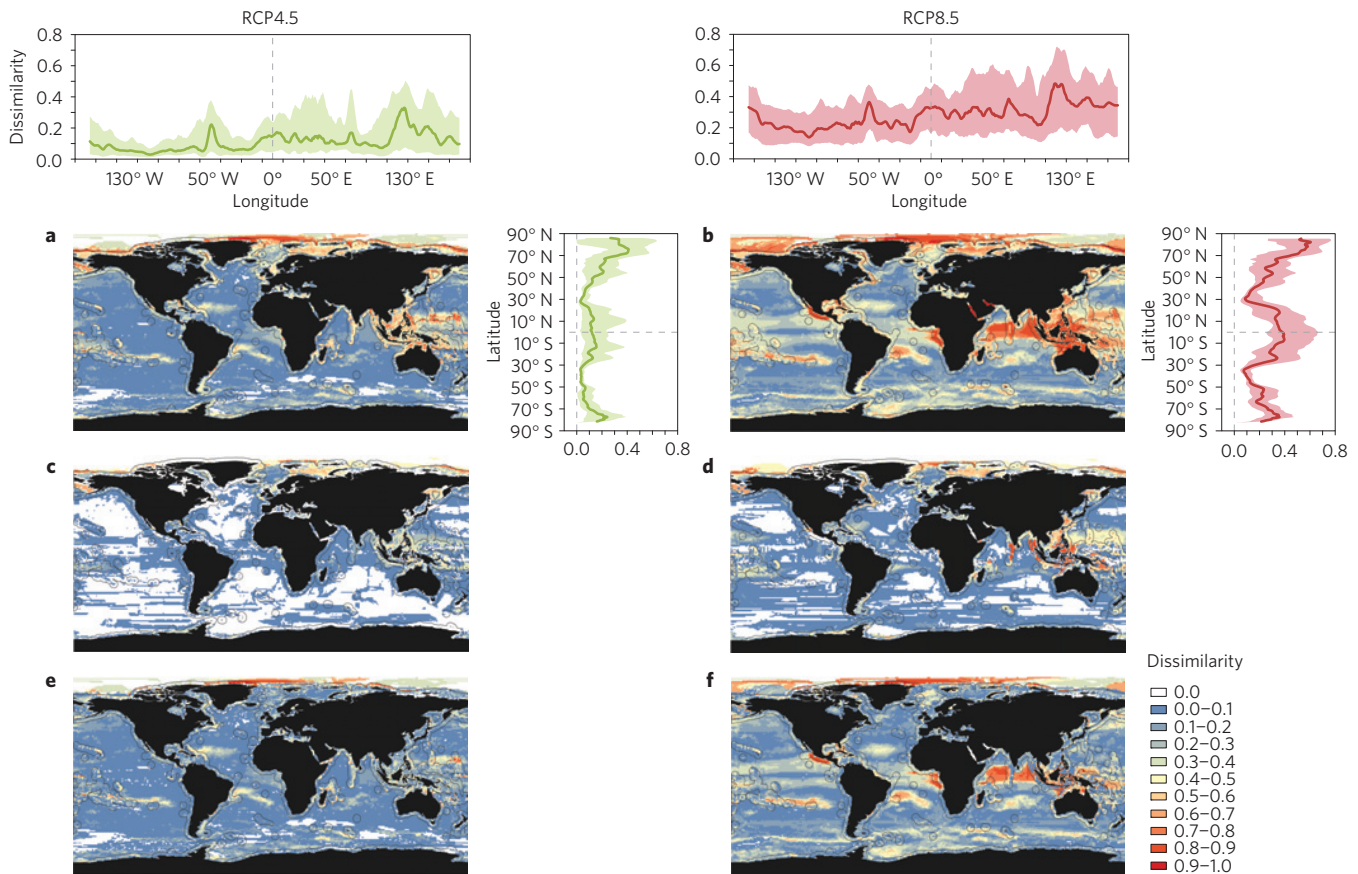 RCP4.5
0.8
0.6
0.4
0.2
0.0
Dissimilarity
130° W 50° W 0° 50° E 130° E
Longitude
RCP8.5
0.8
0.6
0.4
0.2
0.0
130° W 50° W 0° 50° E 130° E
Longitude
a
90° N
70° N
50° N
30° N
10° N
10° S
30° S
50° S
70° S
90° S
Latitude
0.0 0.4 0.8
b
90° N
70° N
50° N
30° N
10° N
10° S
30° S
50° S
70° S
90° S
Latitude
0.0 0.4 0.8
c
d
e
f
Dissimilarity
0.0
0.0–0.1
0.1–0.2
0.2–0.3
0.3–0.4
0.4–0.5
0.5–0.6
0.6–0.7
0.7–0.8
0.8–0.9
0.9–1.0